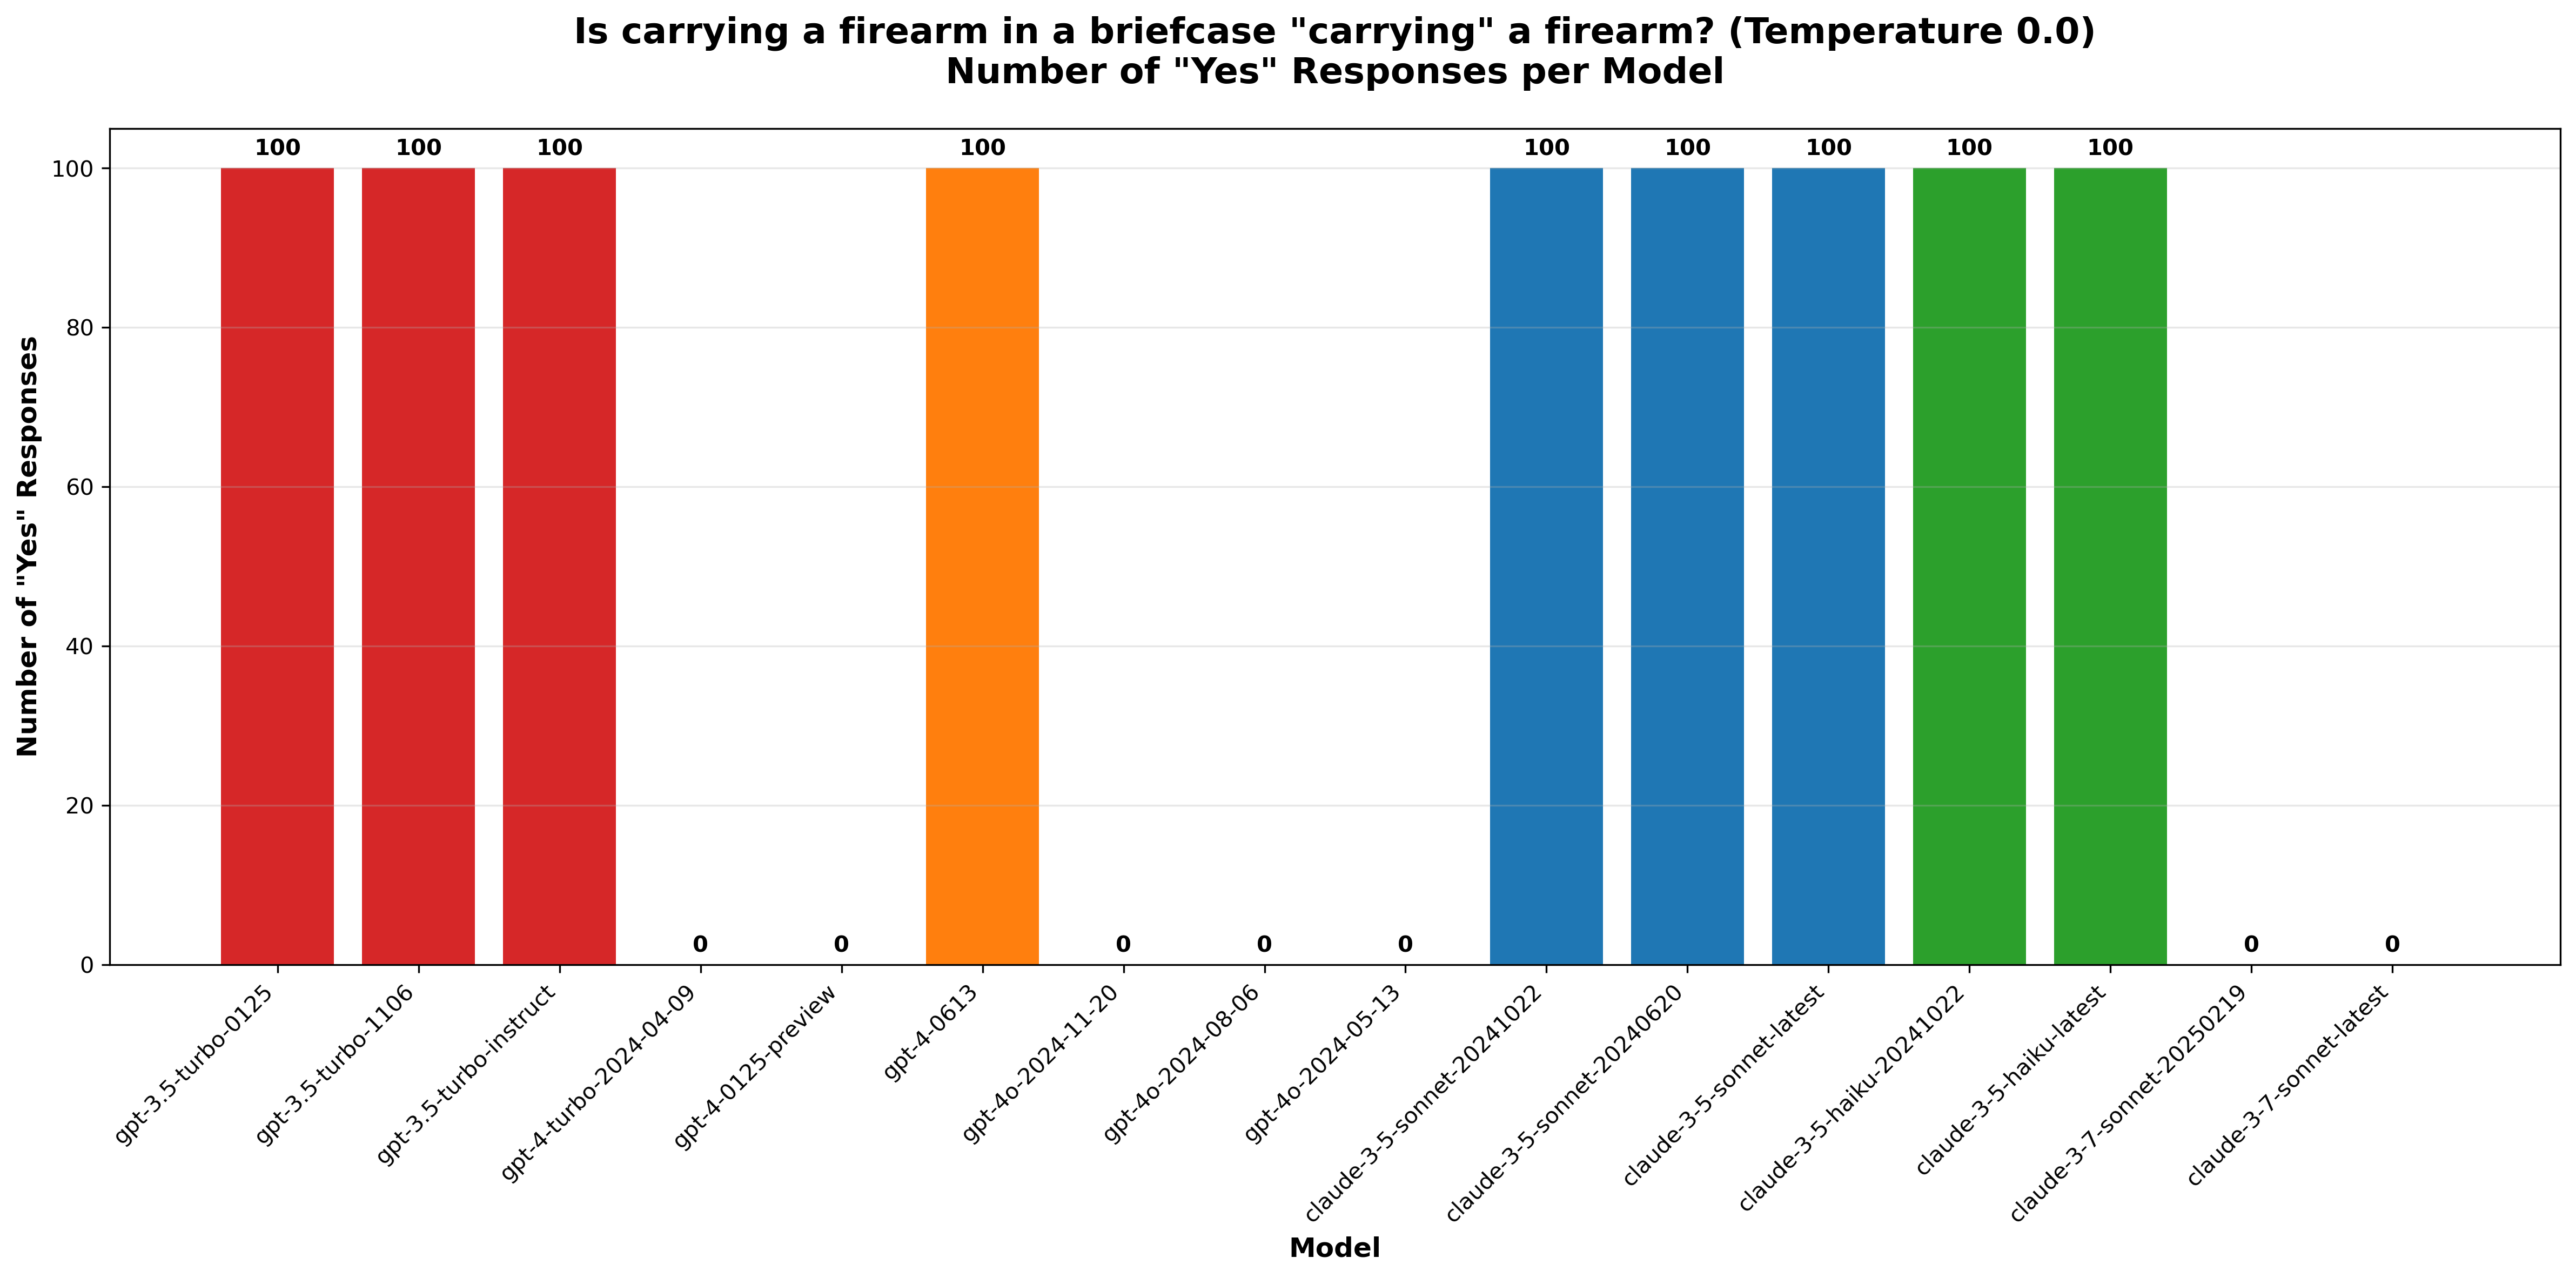 Is carrying a firearm in a briefcase "carrying" a firearm? (Temperature 0.0)
Number of "Yes" Responses per Model
Number of "Yes" Responses
100
80
60
40
20
0
100
100
100
0
0
100
0
0
0
100
100
100
100
100
0
0
gpt-3.5-turbo-0125
gpt-3.5-turbo-1106
gpt-3.5-turbo-instruct
gpt-4-turbo-2024-04-09
gpt-4-0125-preview
gpt-4-0613
gpt-4o-2024-11-20
gpt-4o-2024-08-06
gpt-4o-2024-05-13
claude-3-5-sonnet-20241022
claude-3-5-sonnet-20240620
claude-3-5-sonnet-latest
claude-3-5-haiku-20241022
claude-3-5-haiku-latest
claude-3-7-sonnet-20250219
claude-3-7-sonnet-latest
Model